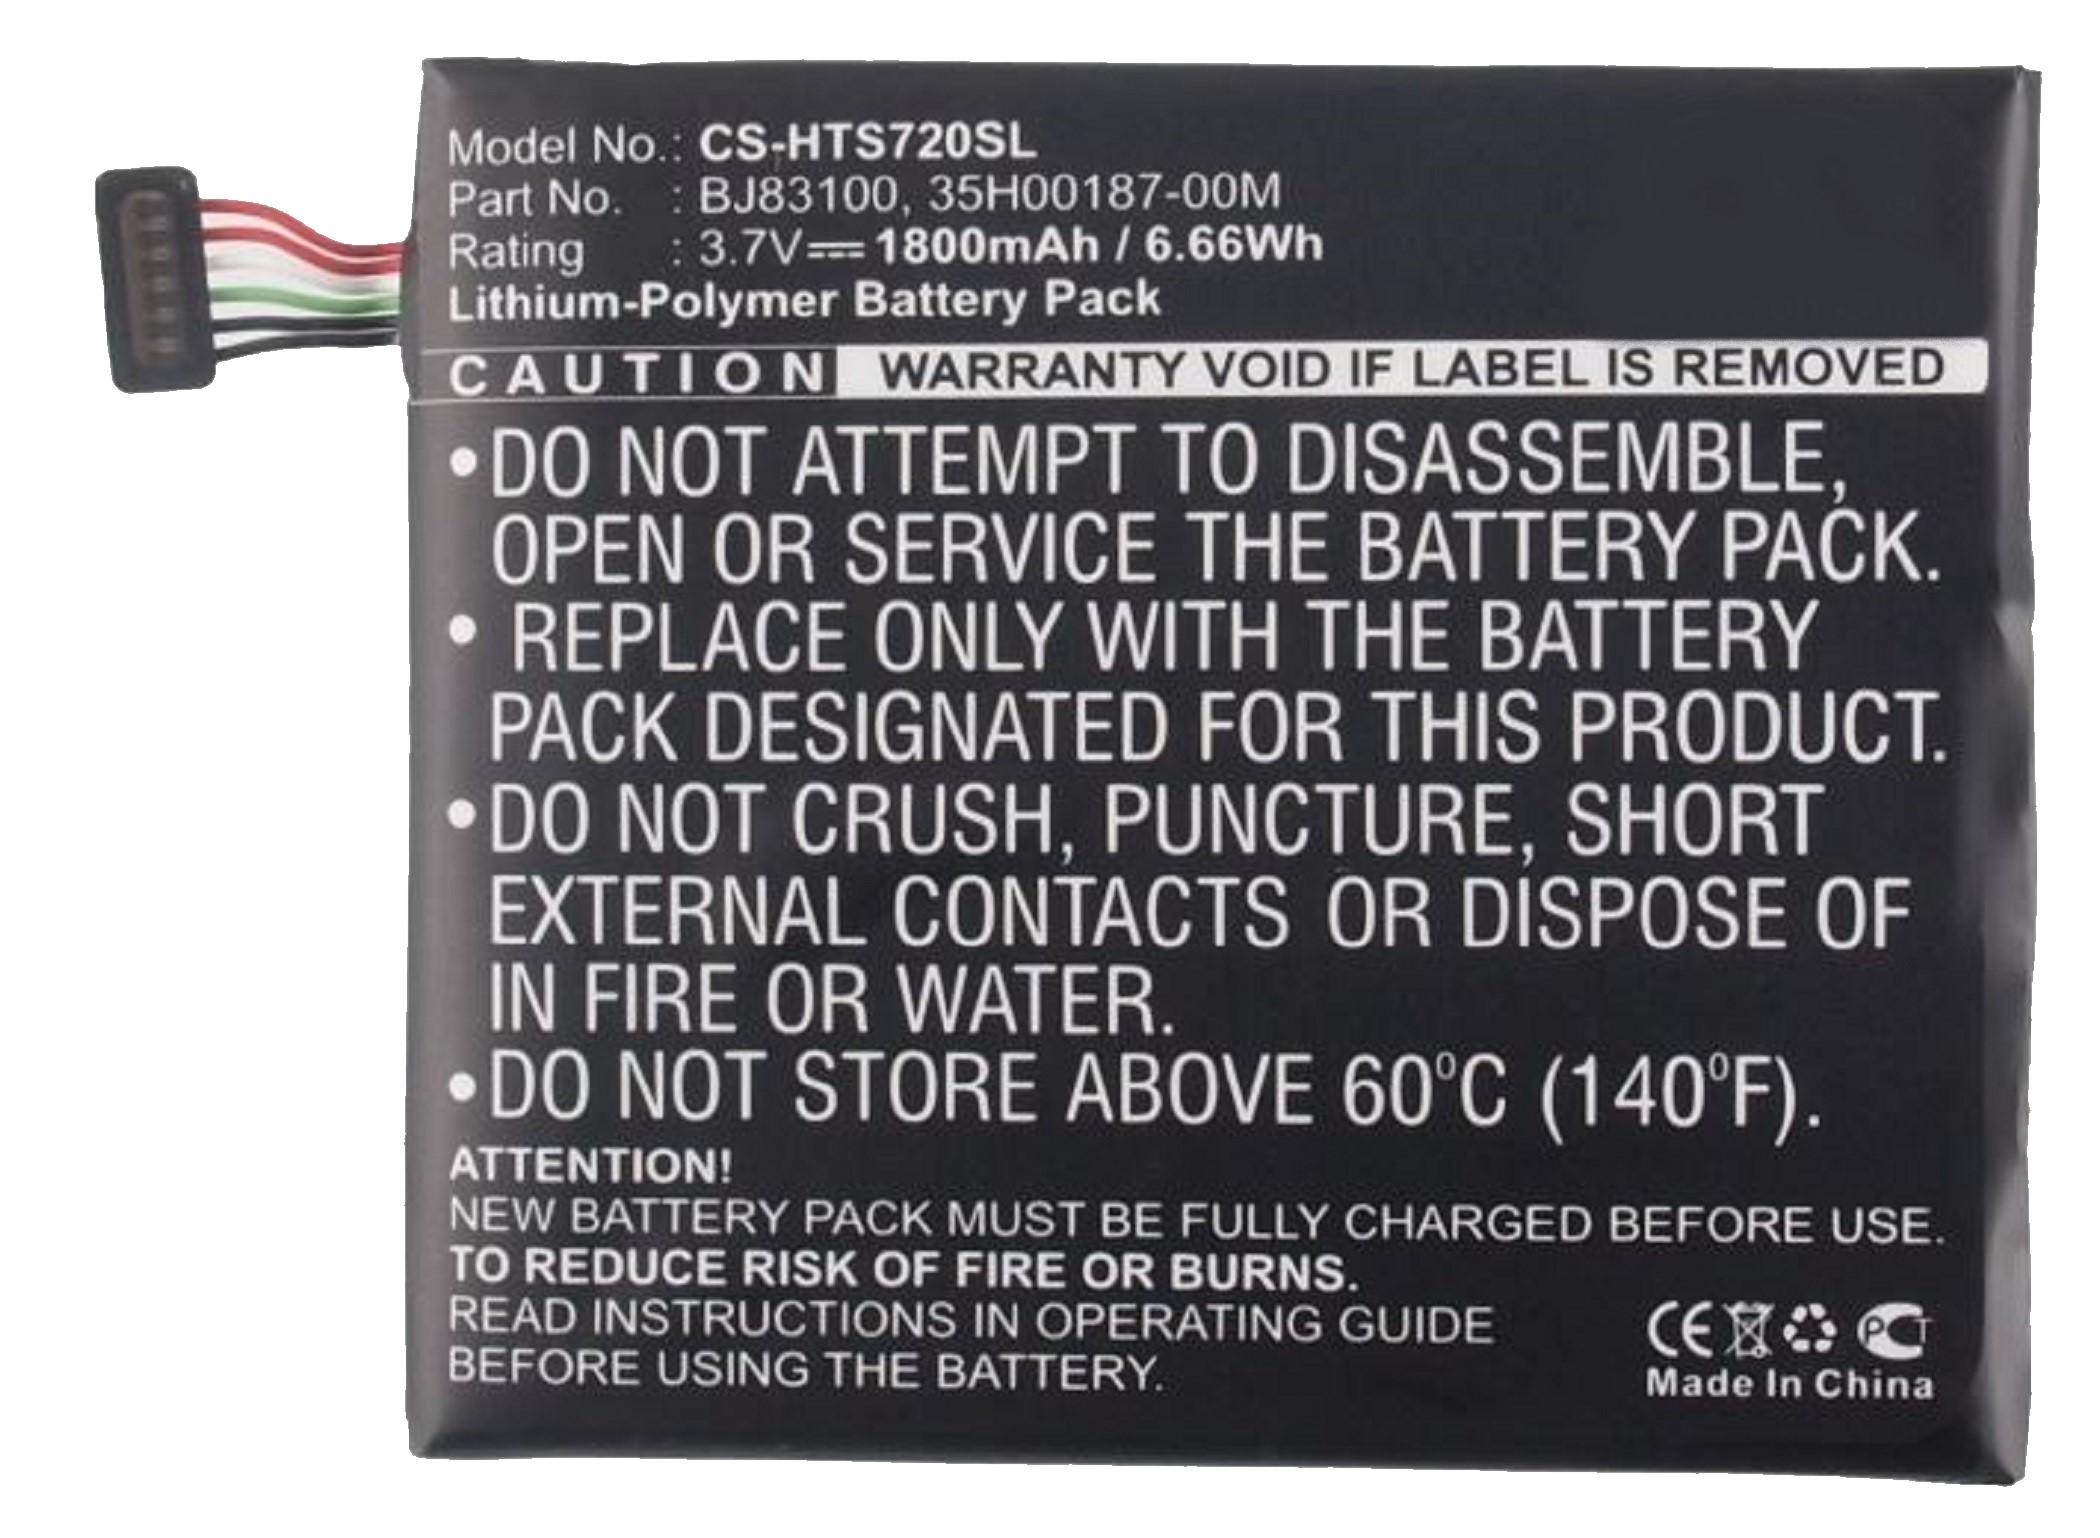 Model No.: CS-HTS720SL
Part No. : BJ83100, 35H00187-00M
Rating : 3.7V⎓1800mAh / 6.66Wh
Lithium-Polymer Battery Pack
CAUTION WARRANTY VOID IF LABEL IS REMOVED
•DO NOT ATTEMPT TO DISASSEMBLE,
OPEN OR SERVICE THE BATTERY PACK.
• REPLACE ONLY WITH THE BATTERY
PACK DESIGNATED FOR THIS PRODUCT.
•DO NOT CRUSH, PUNCTURE, SHORT
EXTERNAL CONTACTS OR DISPOSE OF
IN FIRE OR WATER.
•DO NOT STORE ABOVE 60°C (140°F).
ATTENTION!
NEW BATTERY PACK MUST BE FULLY CHARGED BEFORE USE.
TO REDUCE RISK OF FIRE OR BURNS.
READ INSTRUCTIONS IN OPERATING GUIDE
BEFORE USING THE BATTERY.
CE PCT
Made In China